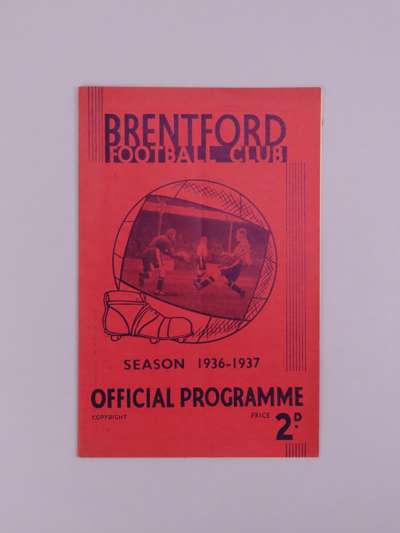 BRENTFORD
FOOTBALL CLUB
SEASON 1936-1937
OFFICIAL PROGRAMME
COPYRIGHT PRICE 2D.